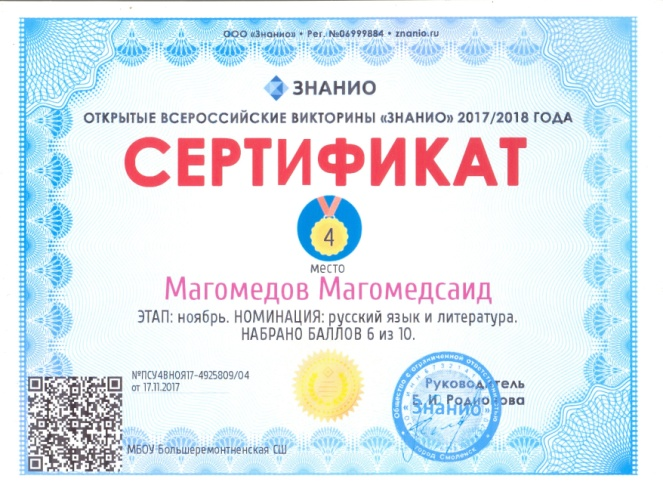 ООО «Знанио» • Рег. №06999884 • znanio.ru
ЗНАНИО
ОТКРЫТЫЕ ВСЕРОССИЙСКИЕ ВИКТОРИНЫ «ЗНАНИО» 2017/2018 ГОДА
СЕРТИФИКАТ
4
место
Магомедов Магомедсаид
ЭТАП: ноябрь. НОМИНАЦИЯ: русский язык и литература.
НАБРАНО БАЛЛОВ 6 из 10.
№ПСУ4ВНОЯ17-4925809/04
от 17.11.2017
Руководитель
Б. И. Родионова
Общество с ограниченной ответственностью
Знанио
город Смоленск
МБОУ Большеремонтненская СШ